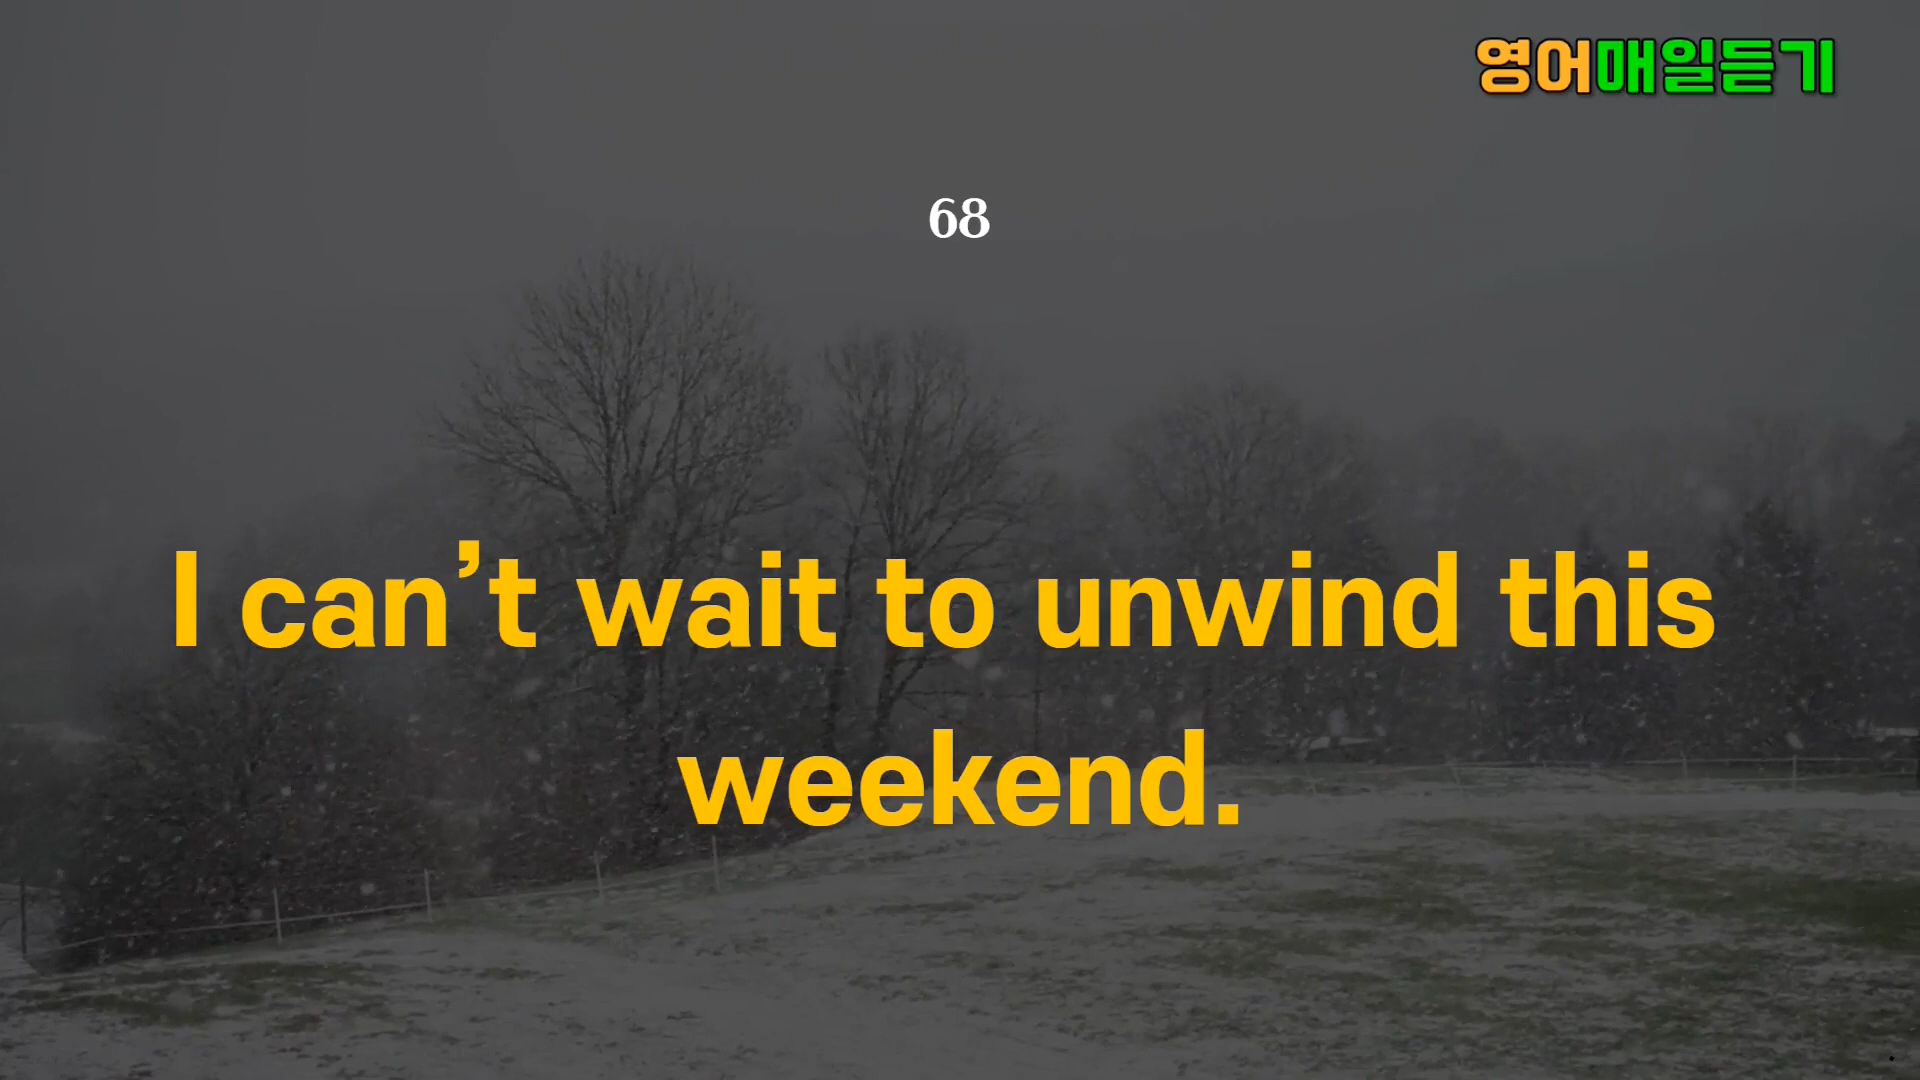 영어매일듣기
68
I can’t wait to unwind this
weekend.